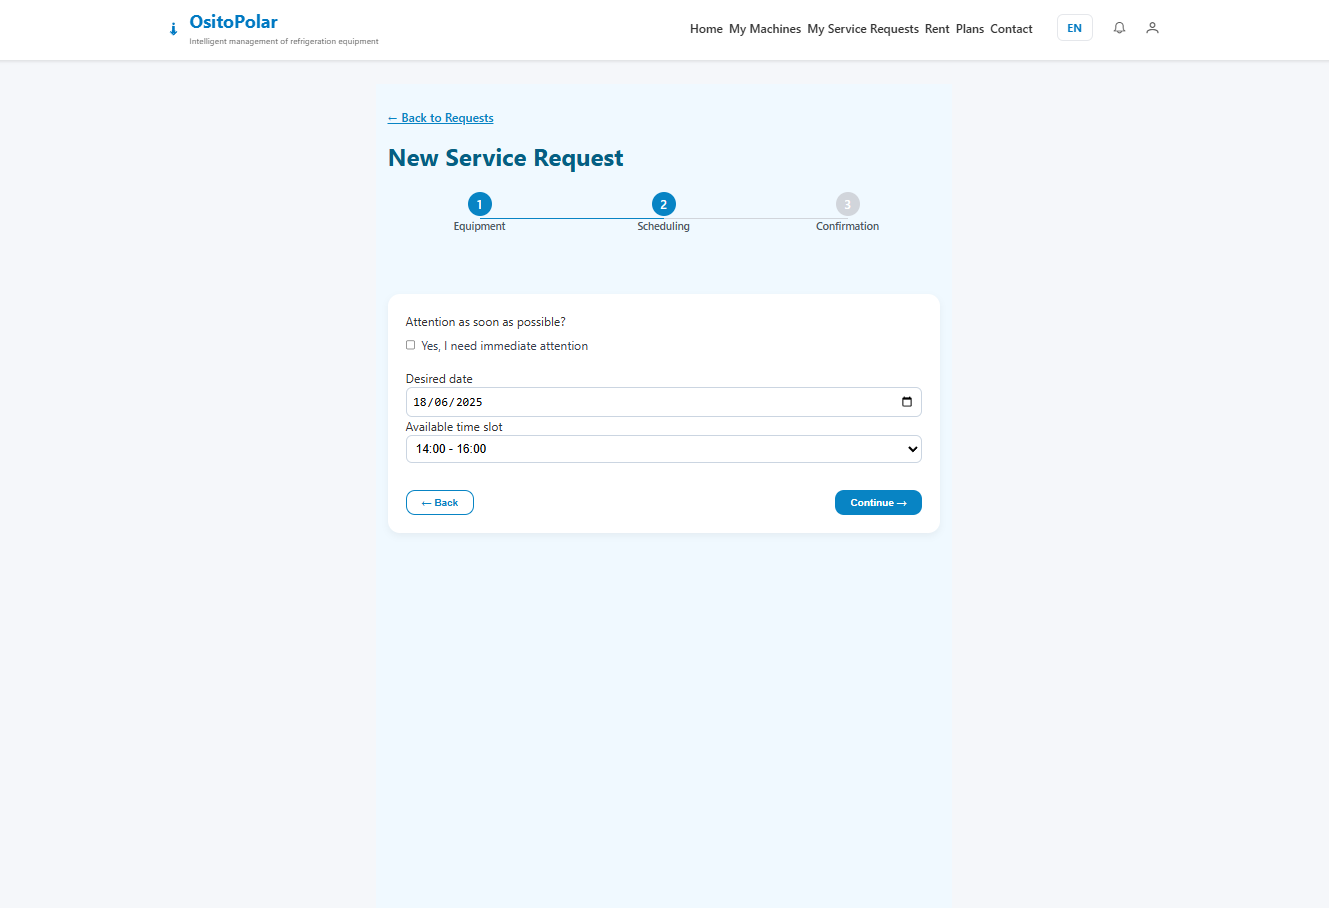 OsitoPolar
Intelligent management of refrigeration equipment
Home My Machines My Service Requests Rent Plans Contact EN
← Back to Requests
New Service Request
1 2 3
Equipment Scheduling Confirmation
Attention as soon as possible?
Yes, I need immediate attention
Desired date
18/06/2025
Available time slot
14:00 - 16:00
← Back Continue →